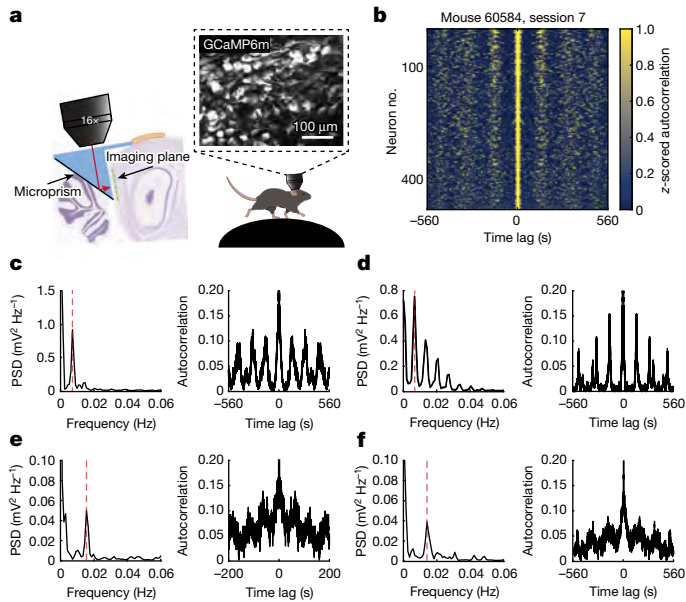 a
GCaMP6m
100 μm
16×
Imaging plane
Microprism
b
Mouse 60584, session 7
Neuron no.
100
400
–560
0
560
Time lag (s)
1.0
0.8
0.6
0.4
0.2
0
z-scored autocorrelation
c
PSD (mV² Hz⁻¹)
1.5
1.0
0.5
0
0
0.02
0.04
0.06
Frequency (Hz)
Autocorrelation
0.20
0.15
0.10
0.05
0
–560
0
560
Time lag (s)
d
PSD (mV² Hz⁻¹)
0.8
0.6
0.4
0.2
0
0
0.02
0.04
0.06
Frequency (Hz)
Autocorrelation
0.20
0.15
0.10
0.05
0
–560
0
560
Time lag (s)
e
PSD (mV² Hz⁻¹)
0.10
0.08
0.06
0.04
0.02
0
0
0.02
0.04
0.06
Frequency (Hz)
Autocorrelation
0.20
0.15
0.10
0.05
0
–200
0
200
Time lag (s)
f
PSD (mV² Hz⁻¹)
0.10
0.08
0.06
0.04
0.02
0
0
0.02
0.04
0.06
Frequency (Hz)
Autocorrelation
0.20
0.15
0.10
0.05
0
–560
0
560
Time lag (s)